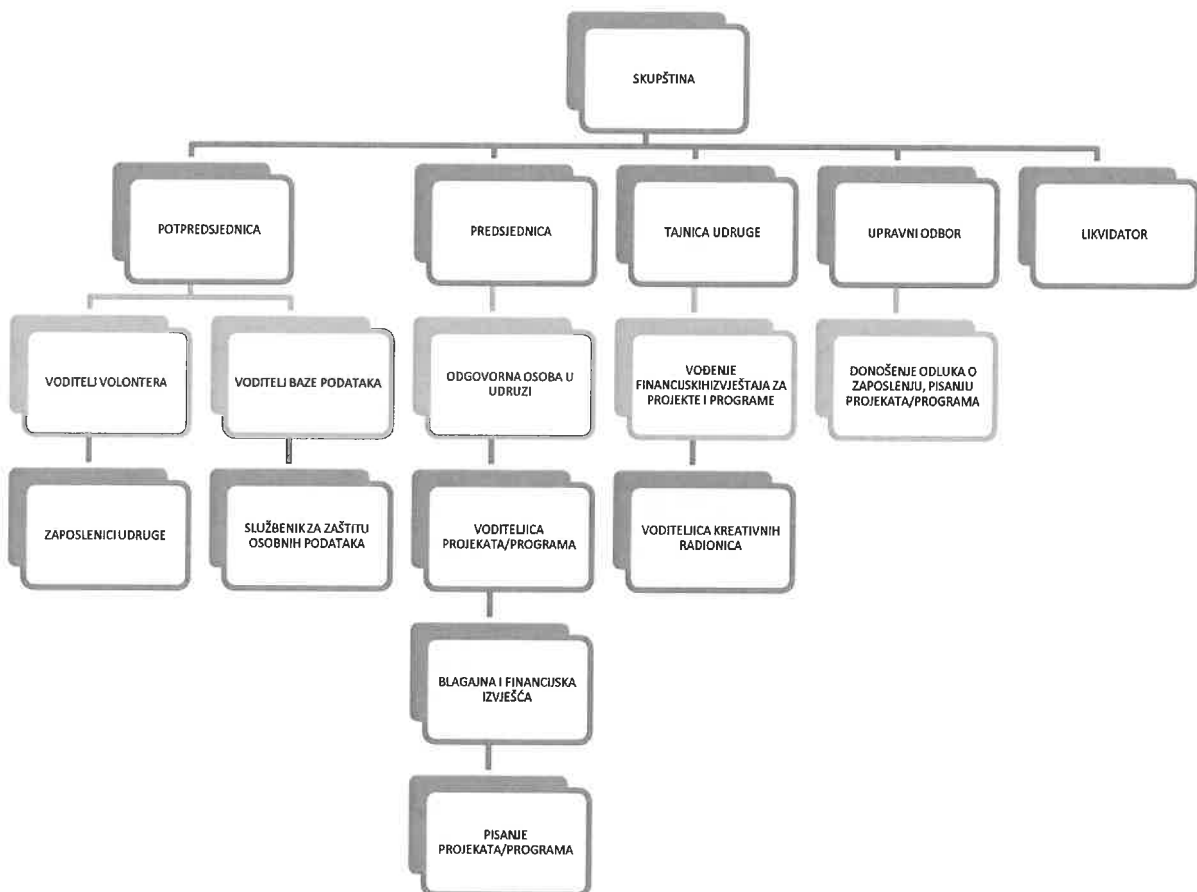 SKUPŠTINA
POTPREDSJEDNICA
PREDSJEDNICA
TAJNICA UDRUGE
UPRAVNI ODBOR
LIKVIDATOR
VODITELJ VOLONTERA
VODITELJ BAZE PODATAKA
ODGOVORNA OSOBA U
UDRUZI
VOĐENJE
FINANCIJSKIHIZVJEŠTAJA ZA
PROJEKTE I PROGRAME
DONOŠENJE ODLUKA O
ZAPOSLENJU, PISANJU
PROJEKATA/PROGRAMA
ZAPOSLENICI UDRUGE
SLUŽBENIK ZA ZAŠTITU
OSOBNIH PODATAKA
VODITELJICA
PROJEKATA/PROGRAMA
VODITELJICA KREATIVNIH
RADIONICA
BLAGAJNA I FINANCIJSKA
IZVJEŠĆA
PISANJE
PROJEKATA/PROGRAMA